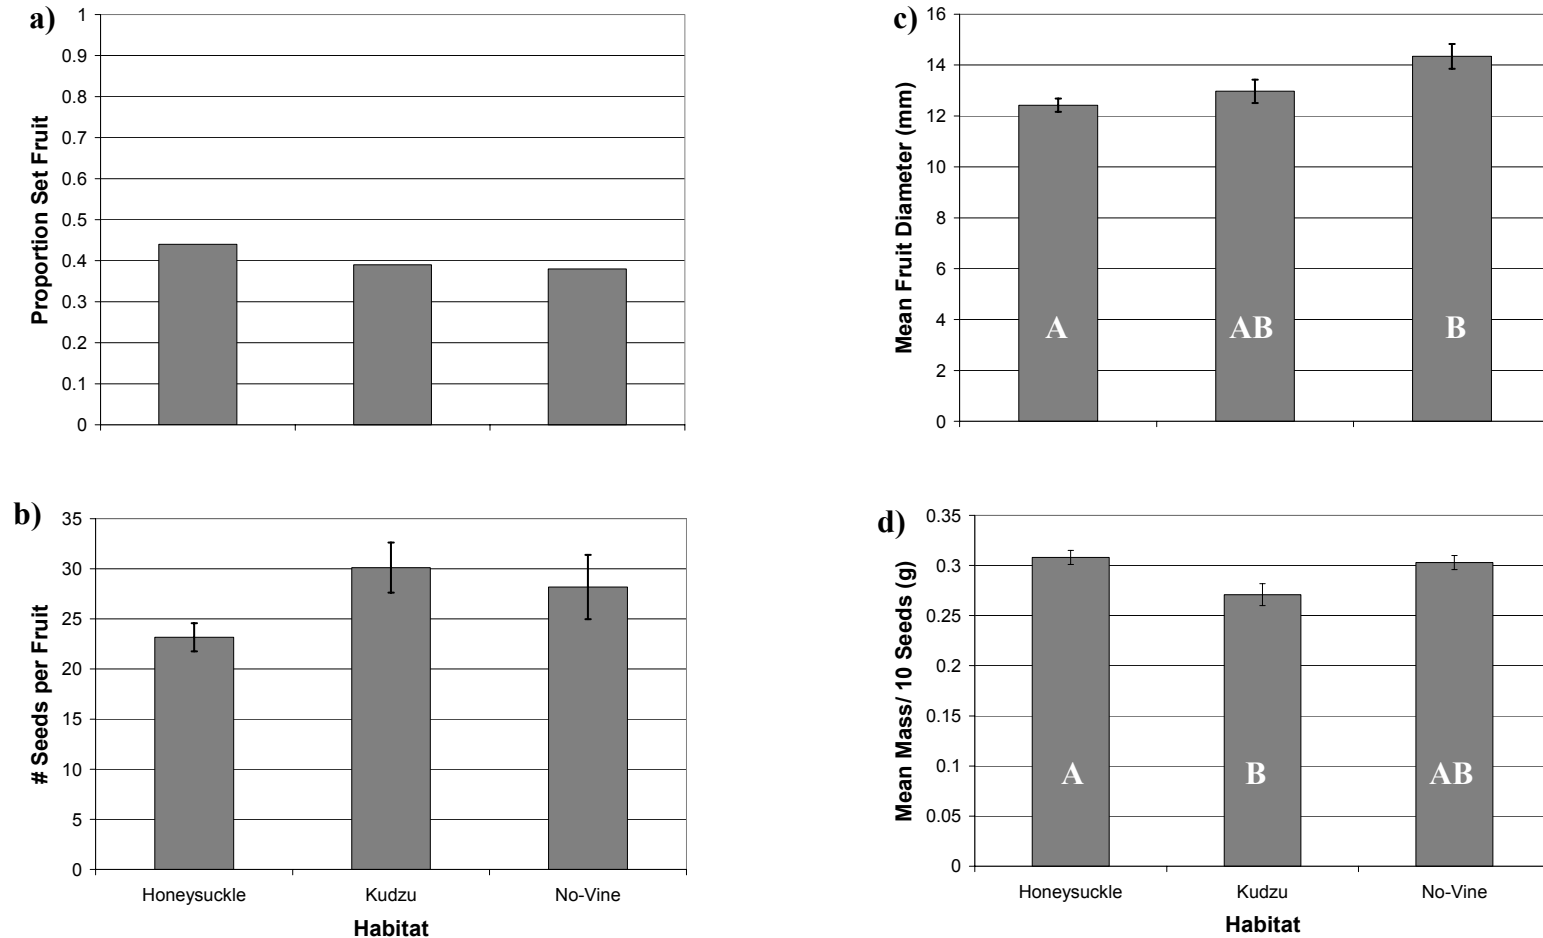 a)
Proportion Set Fruit
1
0.9
0.8
0.7
0.6
0.5
0.4
0.3
0.2
0.1
0
b)
# Seeds per Fruit
35
30
25
20
15
10
5
0
Honeysuckle Kudzu No-Vine
Habitat
c)
Mean Fruit Diameter (mm)
16
14
12
10
8
6
4
2
0
A AB B
d)
Mean Mass/ 10 Seeds (g)
0.35
0.3
0.25
0.2
0.15
0.1
0.05
0
A B AB
Honeysuckle Kudzu No-Vine
Habitat